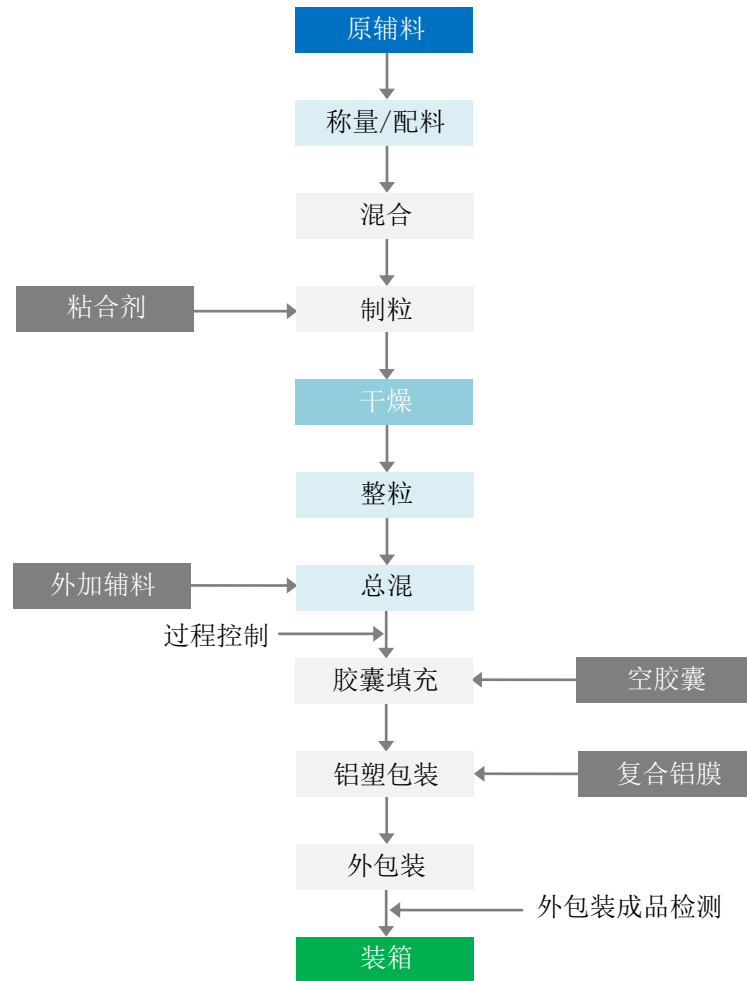 原辅料
称量/配料
混合
粘合剂
制粒
干燥
整粒
外加辅料
总混
过程控制
胶囊填充
空胶囊
铝塑包装
复合铝膜
外包装
外包装成品检测
装箱